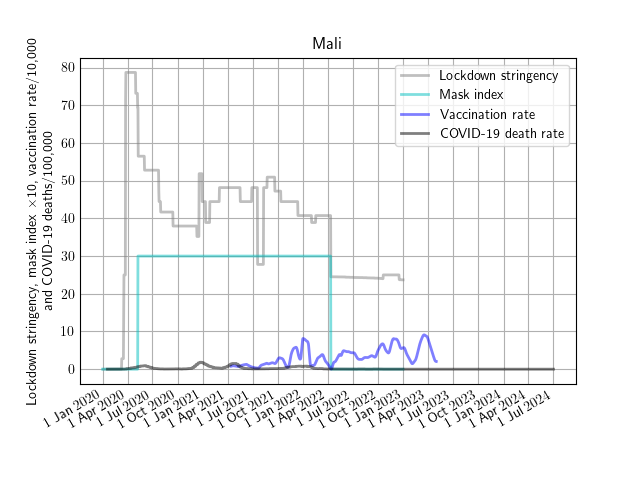 Mali
Lockdown stringency, mask index ×10, vaccination rate/10,000
and COVID-19 deaths/100,000
80
70
60
50
40
30
20
10
0
Lockdown stringency
Mask index
Vaccination rate
COVID-19 death rate
1 Jan 2020
1 Apr 2020
1 Jul 2020
1 Oct 2020
1 Jan 2021
1 Apr 2021
1 Jul 2021
1 Oct 2021
1 Jan 2022
1 Apr 2022
1 Jul 2022
1 Oct 2022
1 Jan 2023
1 Apr 2023
1 Jul 2023
1 Oct 2023
1 Jan 2024
1 Apr 2024
1 Jul 2024